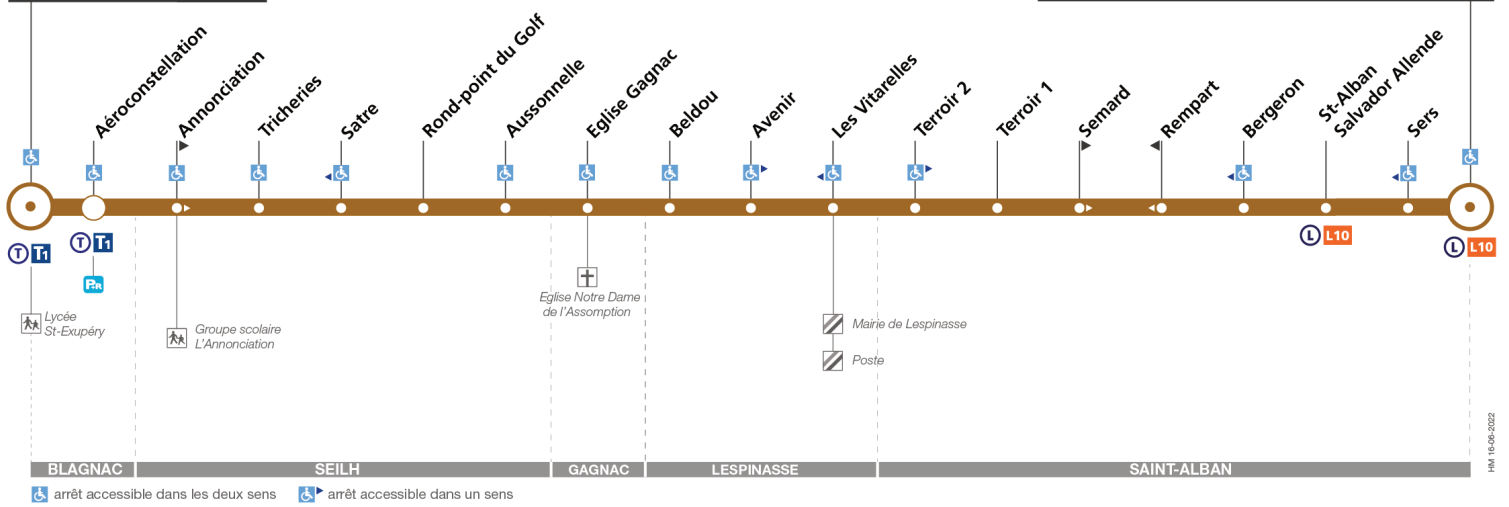 Aéroconstellation
Annonciation
Tricheries
Satre
Rond-point du Golf
Aussonnelle
Eglise Gagnac
Beldou
Avenir
Les Vitarelles
Terroir 2
Terroir 1
Semard
Rempart
Bergeron
St-Alban
Salvador Allende
Sers
T T1
T T1
L L10
L L10
P+R
Lycée
St-Exupéry
Groupe scolaire
L'Annonciation
Eglise Notre Dame
de l'Assomption
Mairie de Lespinasse
Poste
BLAGNAC
SEILH
GAGNAC
LESPINASSE
SAINT-ALBAN
arrêt accessible dans les deux sens
arrêt accessible dans un sens
HM 16-06-2022